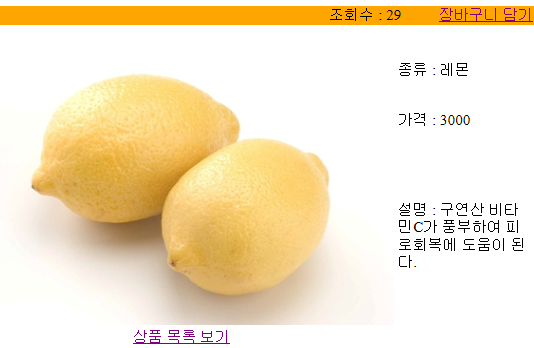 조회수 : 29 장바구니 담기
종류 : 레몬
가격 : 3000
설명 : 구연산 비타
민C가 풍부하여 피
로회복에 도움이 된
다.
상품 목록 보기